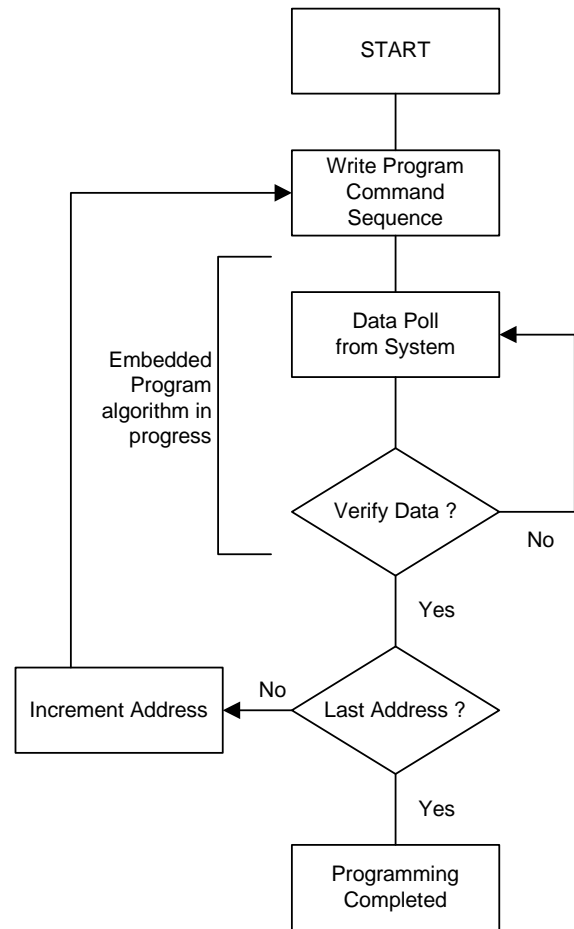 START
Write Program
Command
Sequence
Data Poll
from System
Embedded
Program
algorithm in
progress
Verify Data ?
No
Yes
No
Increment Address
Last Address ?
Yes
Programming
Completed